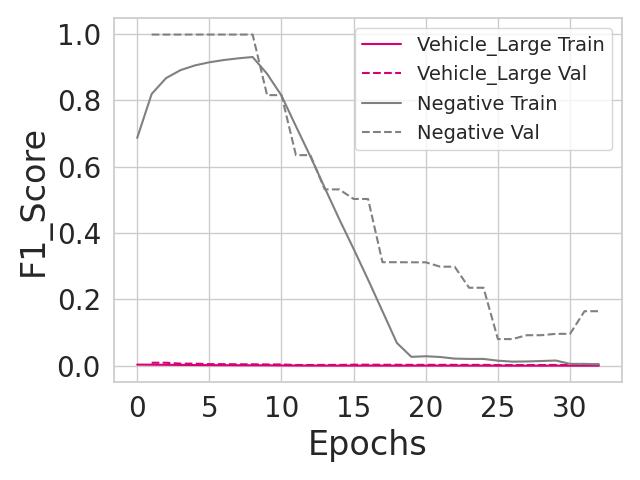 1.0
0.8
0.6
0.4
0.2
0.0
F1_Score
Vehicle_Large Train
Vehicle_Large Val
Negative Train
Negative Val
0 5 10 15 20 25 30
Epochs